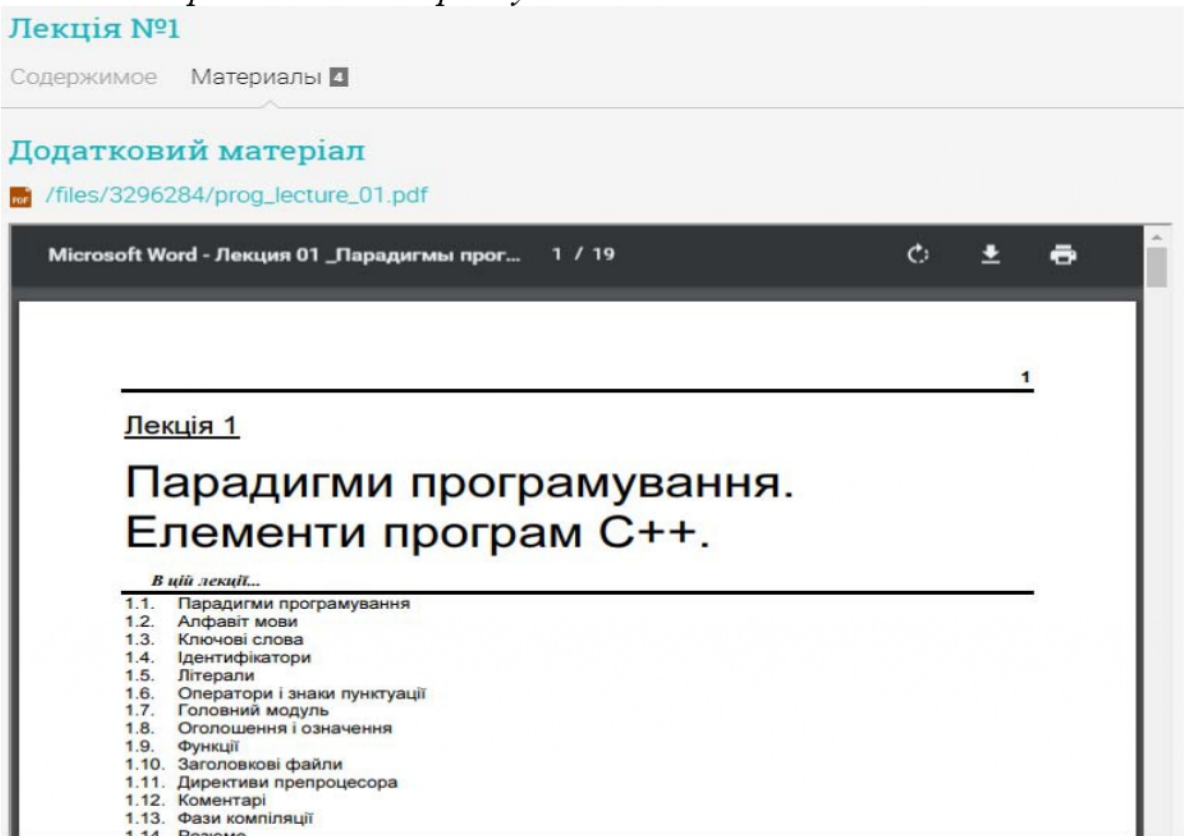 Лекція №1
Содержимое Материалы 4
Додатковий матеріал
PDF /files/3296284/prog_lecture_01.pdf
Microsoft Word - Лекция 01 _Парадигмы прог... 1 / 19
1
Лекція 1
Парадигми програмування.
Елементи програм C++.
В цій лекції...
1.1. Парадигми програмування
1.2. Алфавіт мови
1.3. Ключові слова
1.4. Ідентифікатори
1.5. Літерали
1.6. Оператори і знаки пунктуації
1.7. Головний модуль
1.8. Оголошення і означення
1.9. Функції
1.10. Заголовкові файли
1.11. Директиви препроцесора
1.12. Коментарі
1.13. Фази компіляції
1.14. Резюме